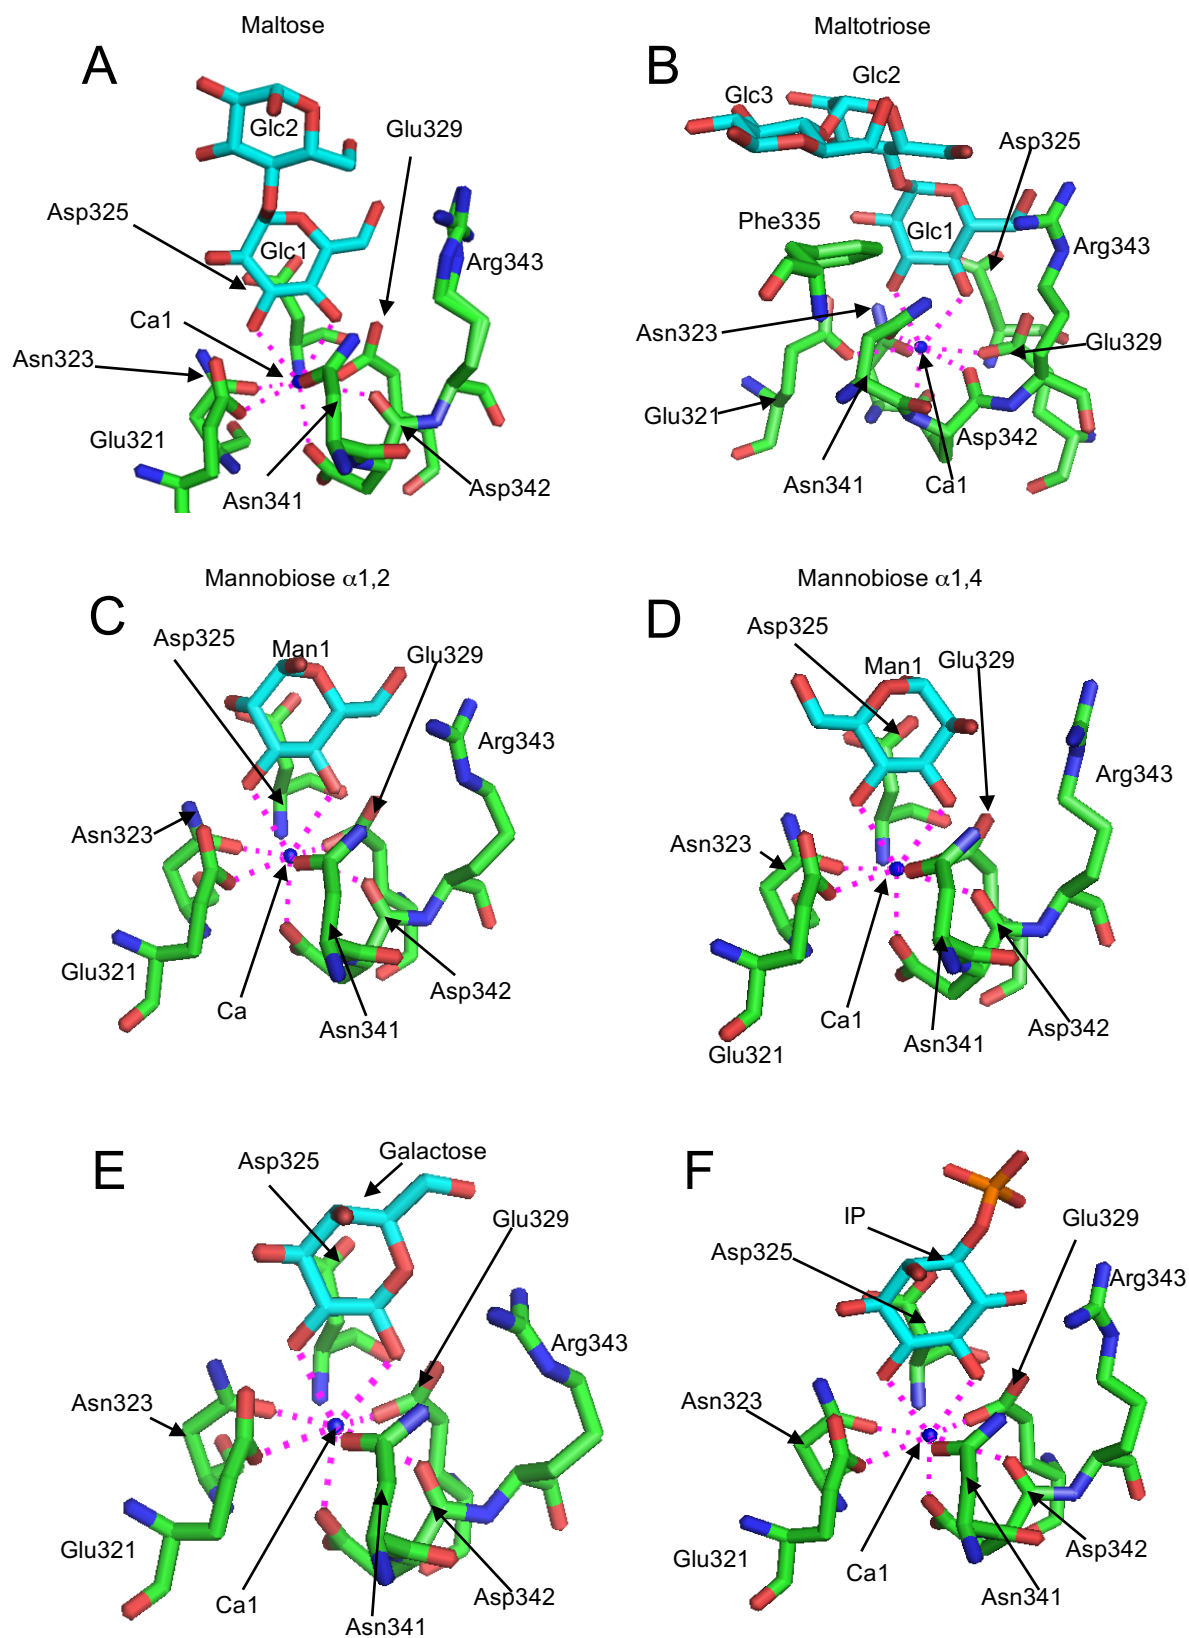 Maltose
A
Glc2
Glu329
Asp325
Glc1
Arg343
Ca1
Asn323
Glu321
Asn341
Asp342
Maltotriose
B
Glc2
Glc3
Asp325
Phe335
Glc1
Arg343
Asn323
Glu329
Glu321
Asp342
Asn341
Ca1
Mannobiose α1,2
C
Asp325
Man1
Glu329
Arg343
Asn323
Glu321
Asp342
Ca
Asn341
Mannobiose α1,4
D
Asp325
Man1
Glu329
Arg343
Asn323
Ca1
Asp342
Asn341
Glu321
E
Galactose
Asp325
Glu329
Arg343
Asn323
Glu321
Asp342
Ca1
Asn341
F
IP
Glu329
Asp325
Arg343
Asn323
Glu321
Asp342
Ca1
Asn341